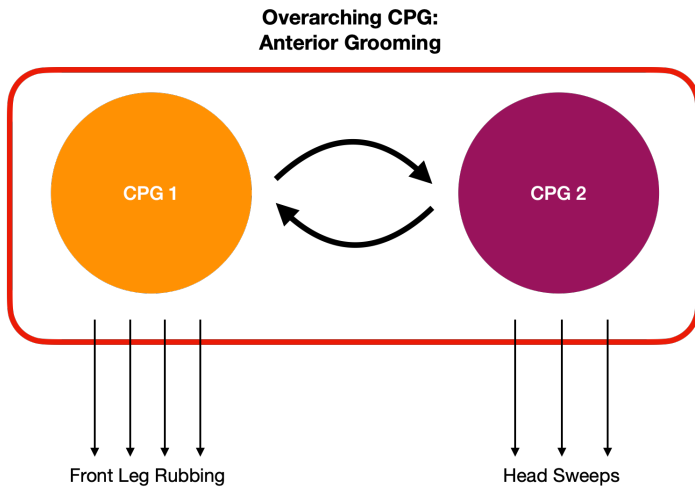 Overarching CPG:
Anterior Grooming
CPG 1
CPG 2
Front Leg Rubbing
Head Sweeps